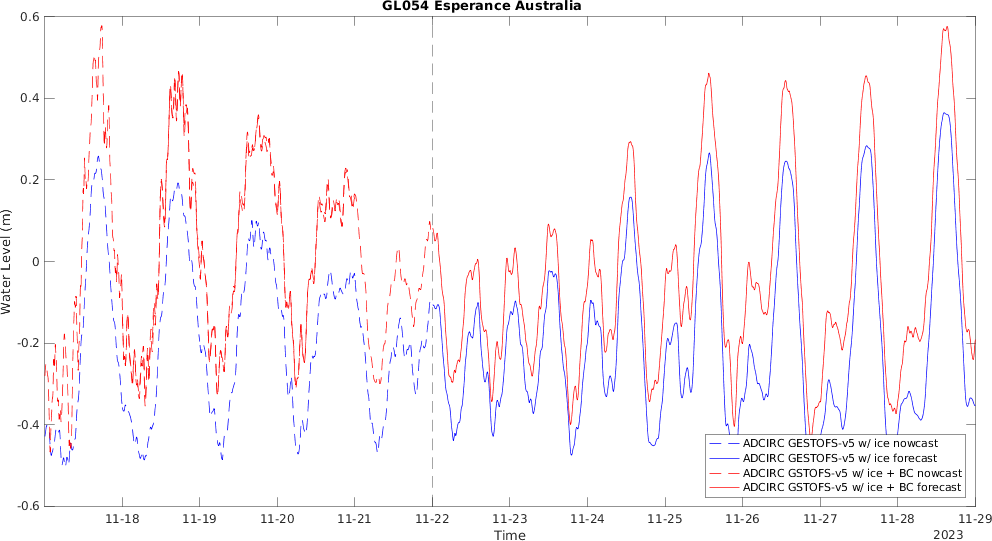 GL054 Esperance Australia
Water Level (m)
0.6
0.4
0.2
0
-0.2
-0.4
-0.6
ADCIRC GESTOFS-v5 w/ ice nowcast
ADCIRC GESTOFS-v5 w/ ice forecast
ADCIRC GSTOFS-v5 w/ ice + BC nowcast
ADCIRC GSTOFS-v5 w/ ice + BC forecast
11-18 11-19 11-20 11-21 11-22 11-23 11-24 11-25 11-26 11-27 11-28 11-29
Time
2023